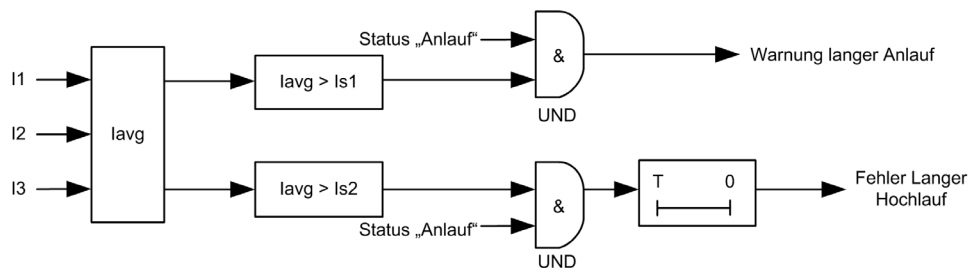 Status „Anlauf“
I1
Iavg > Is1
&
Warnung langer Anlauf
UND
I2
Iavg
I3
Iavg > Is2
&
T 0
Fehler Langer
Hochlauf
Status „Anlauf“
UND